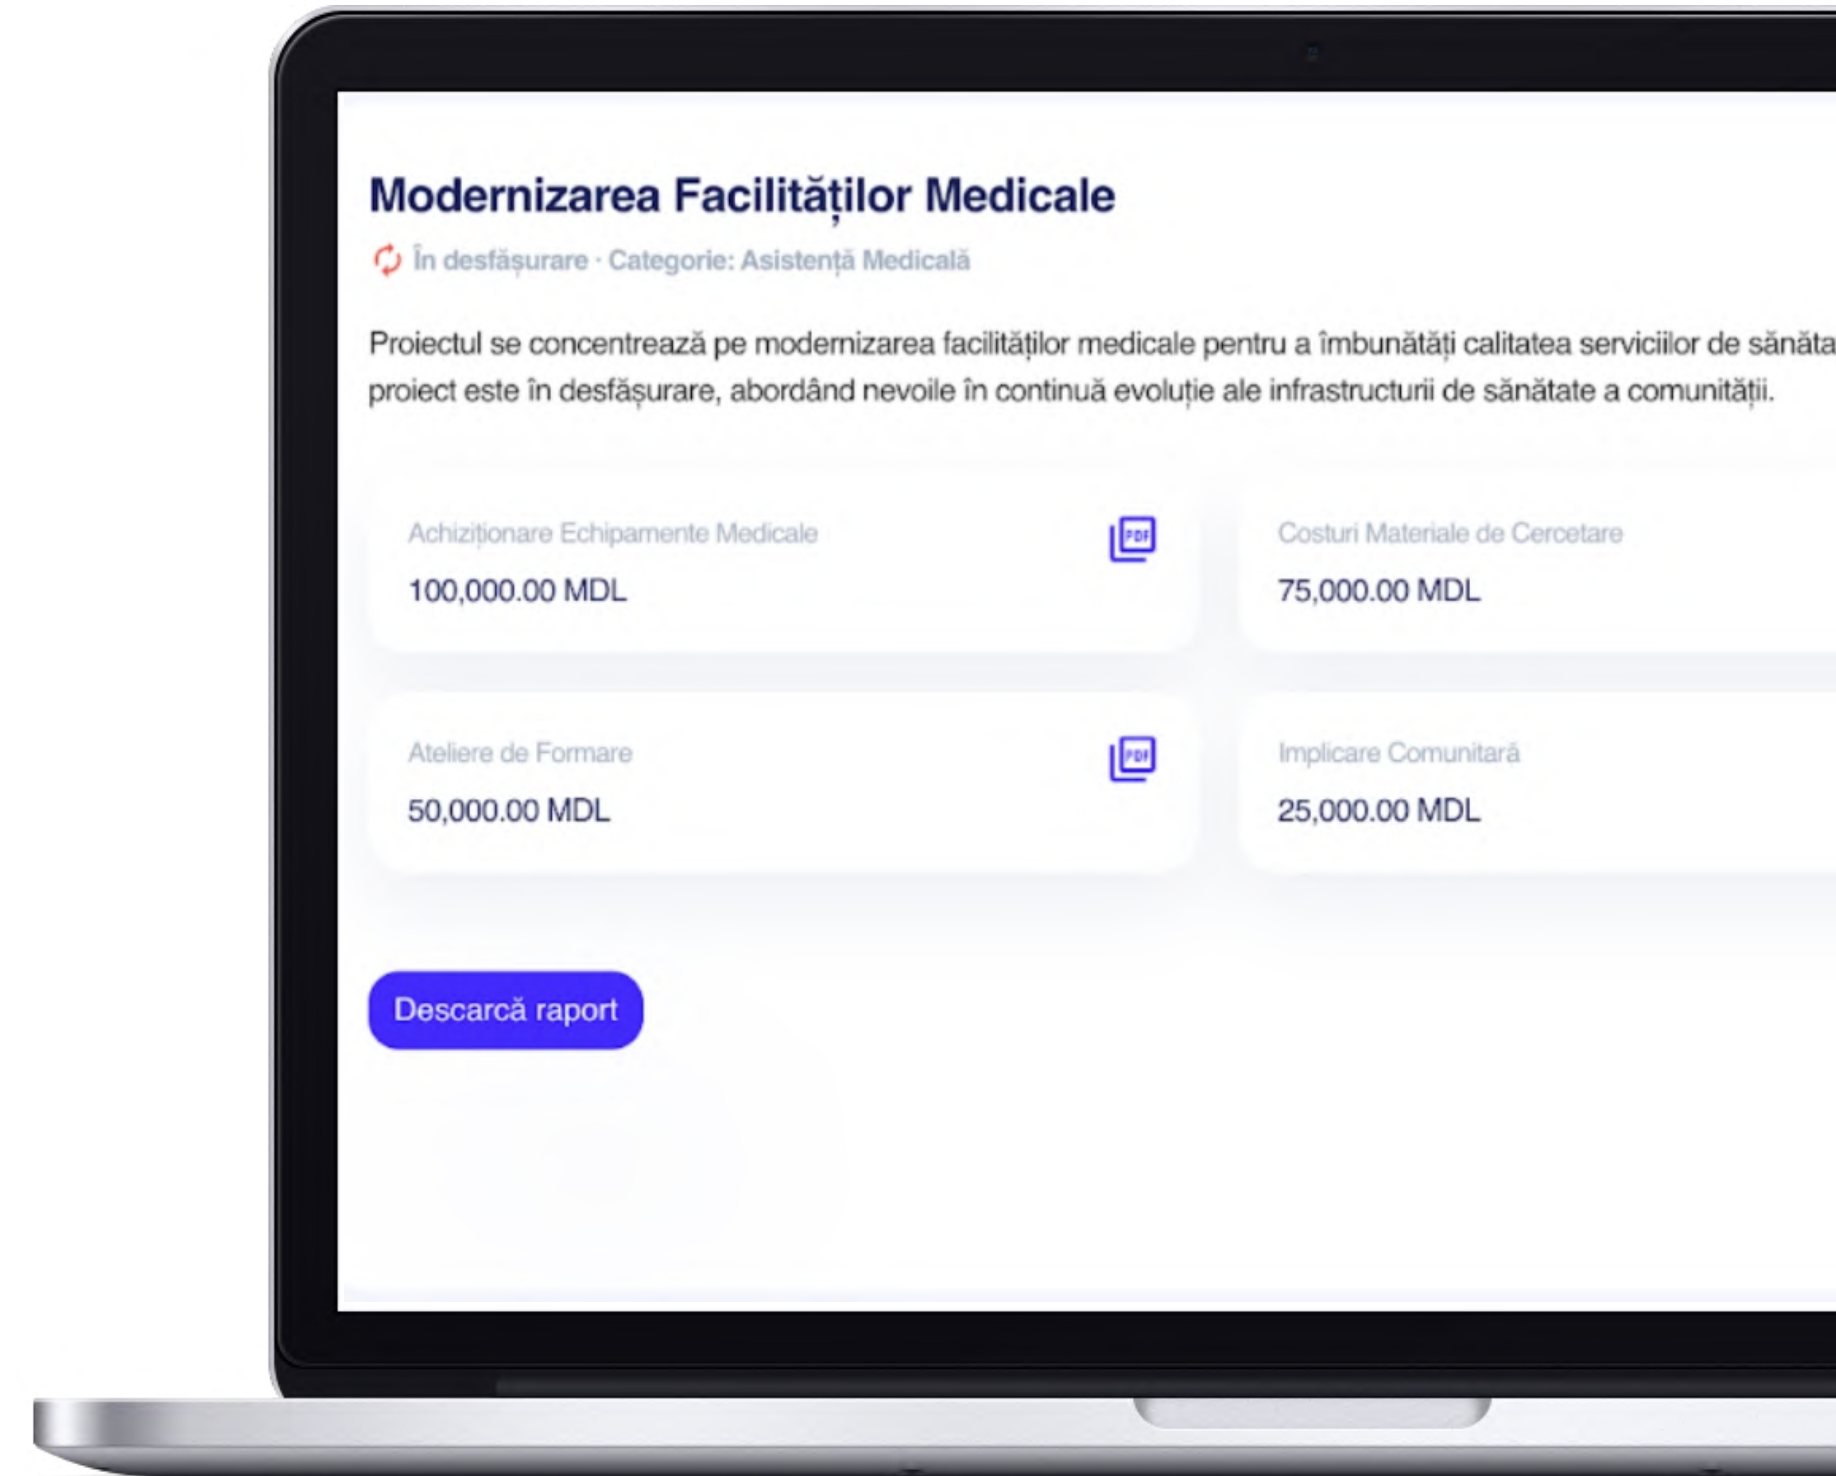 Modernizarea Facilităților Medicale
În desfășurare · Categorie: Asistență Medicală
Proiectul se concentrează pe modernizarea facilităților medicale pentru a îmbunătăți calitatea serviciilor de sănăta
proiect este în desfășurare, abordând nevoile în continuă evoluție ale infrastructurii de sănătate a comunității.
Achiziționare Echipamente Medicale
PDF
100,000.00 MDL
Costuri Materiale de Cercetare
75,000.00 MDL
Ateliere de Formare
PDF
50,000.00 MDL
Implicare Comunitară
25,000.00 MDL
Descarcă raport